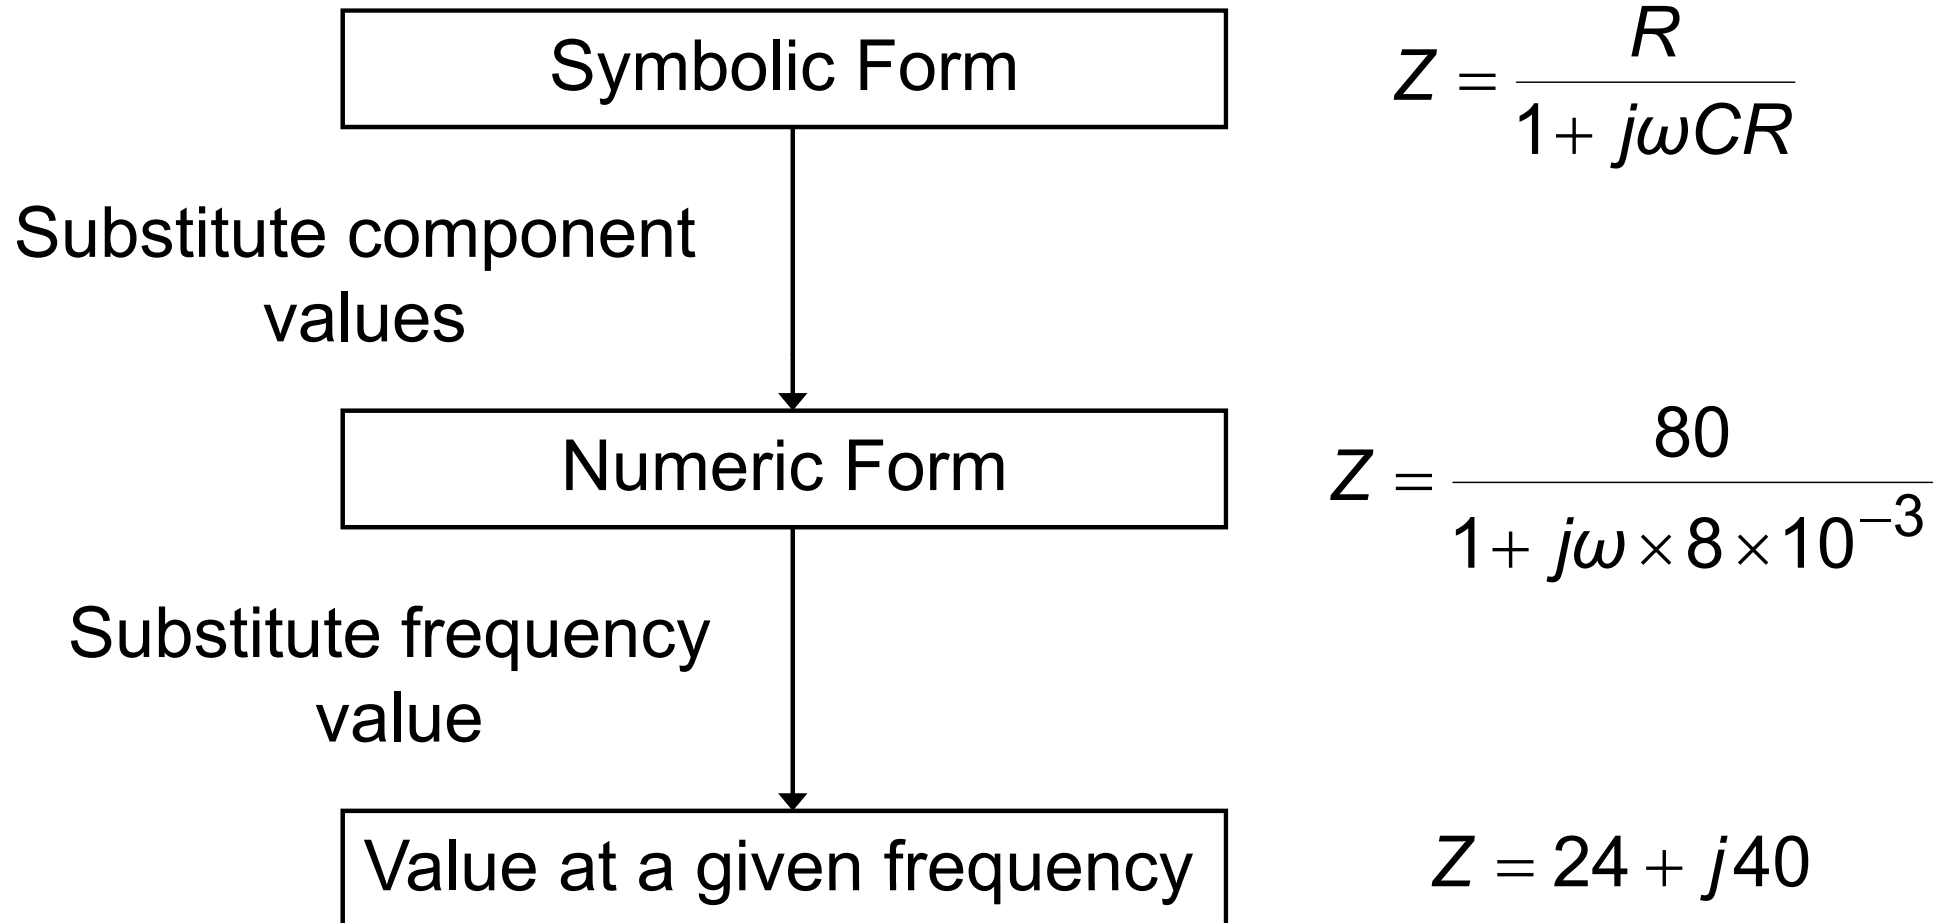 Symbolic Form
Z = R / (1+ jωCR)
Substitute component
values
Numeric Form
Z = 80 / (1+ jω × 8 × 10⁻³)
Substitute frequency
value
Value at a given frequency
Z = 24 + j40